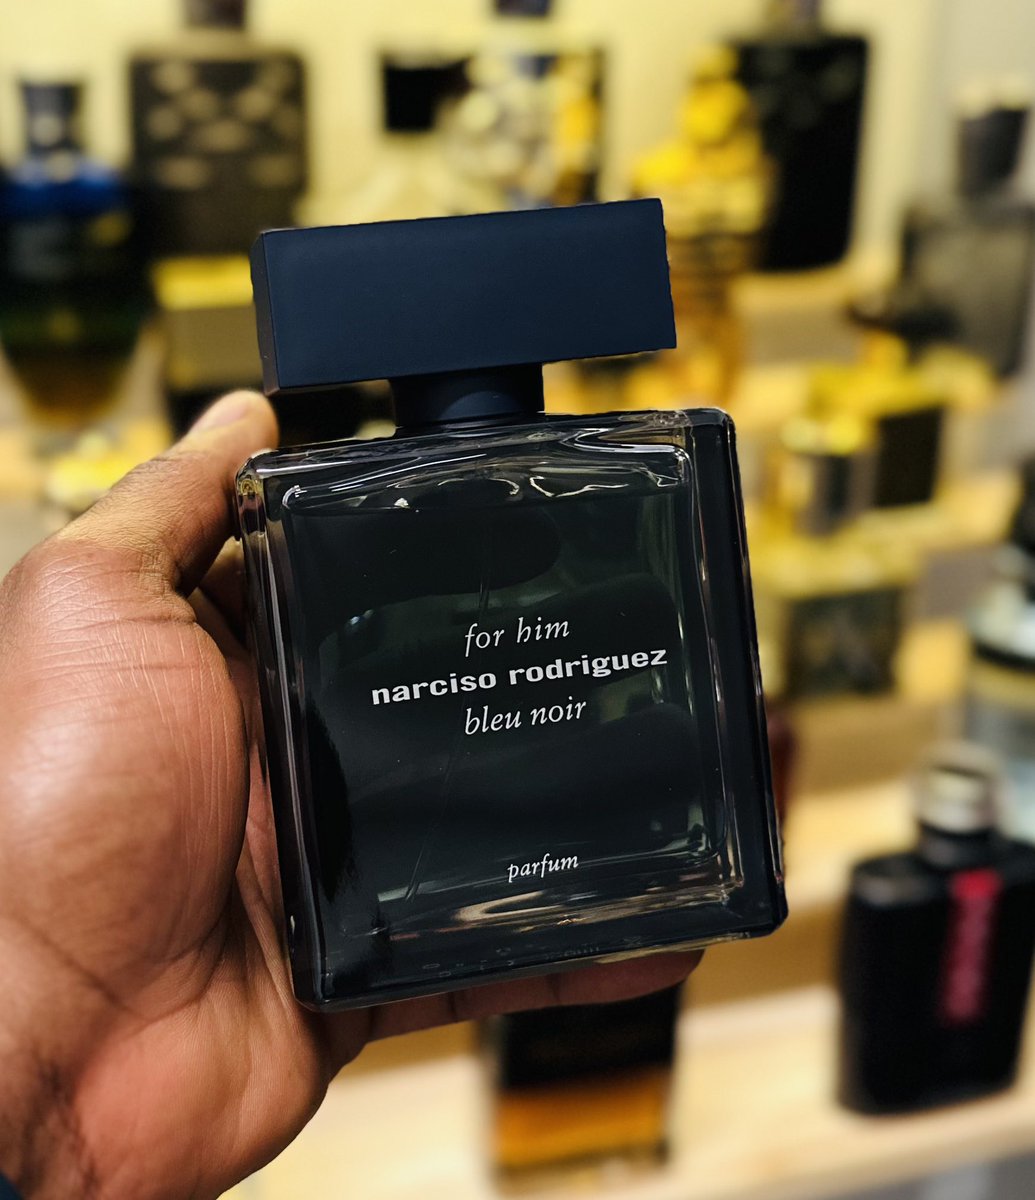 for him
narciso rodriguez
bleu noir
parfum